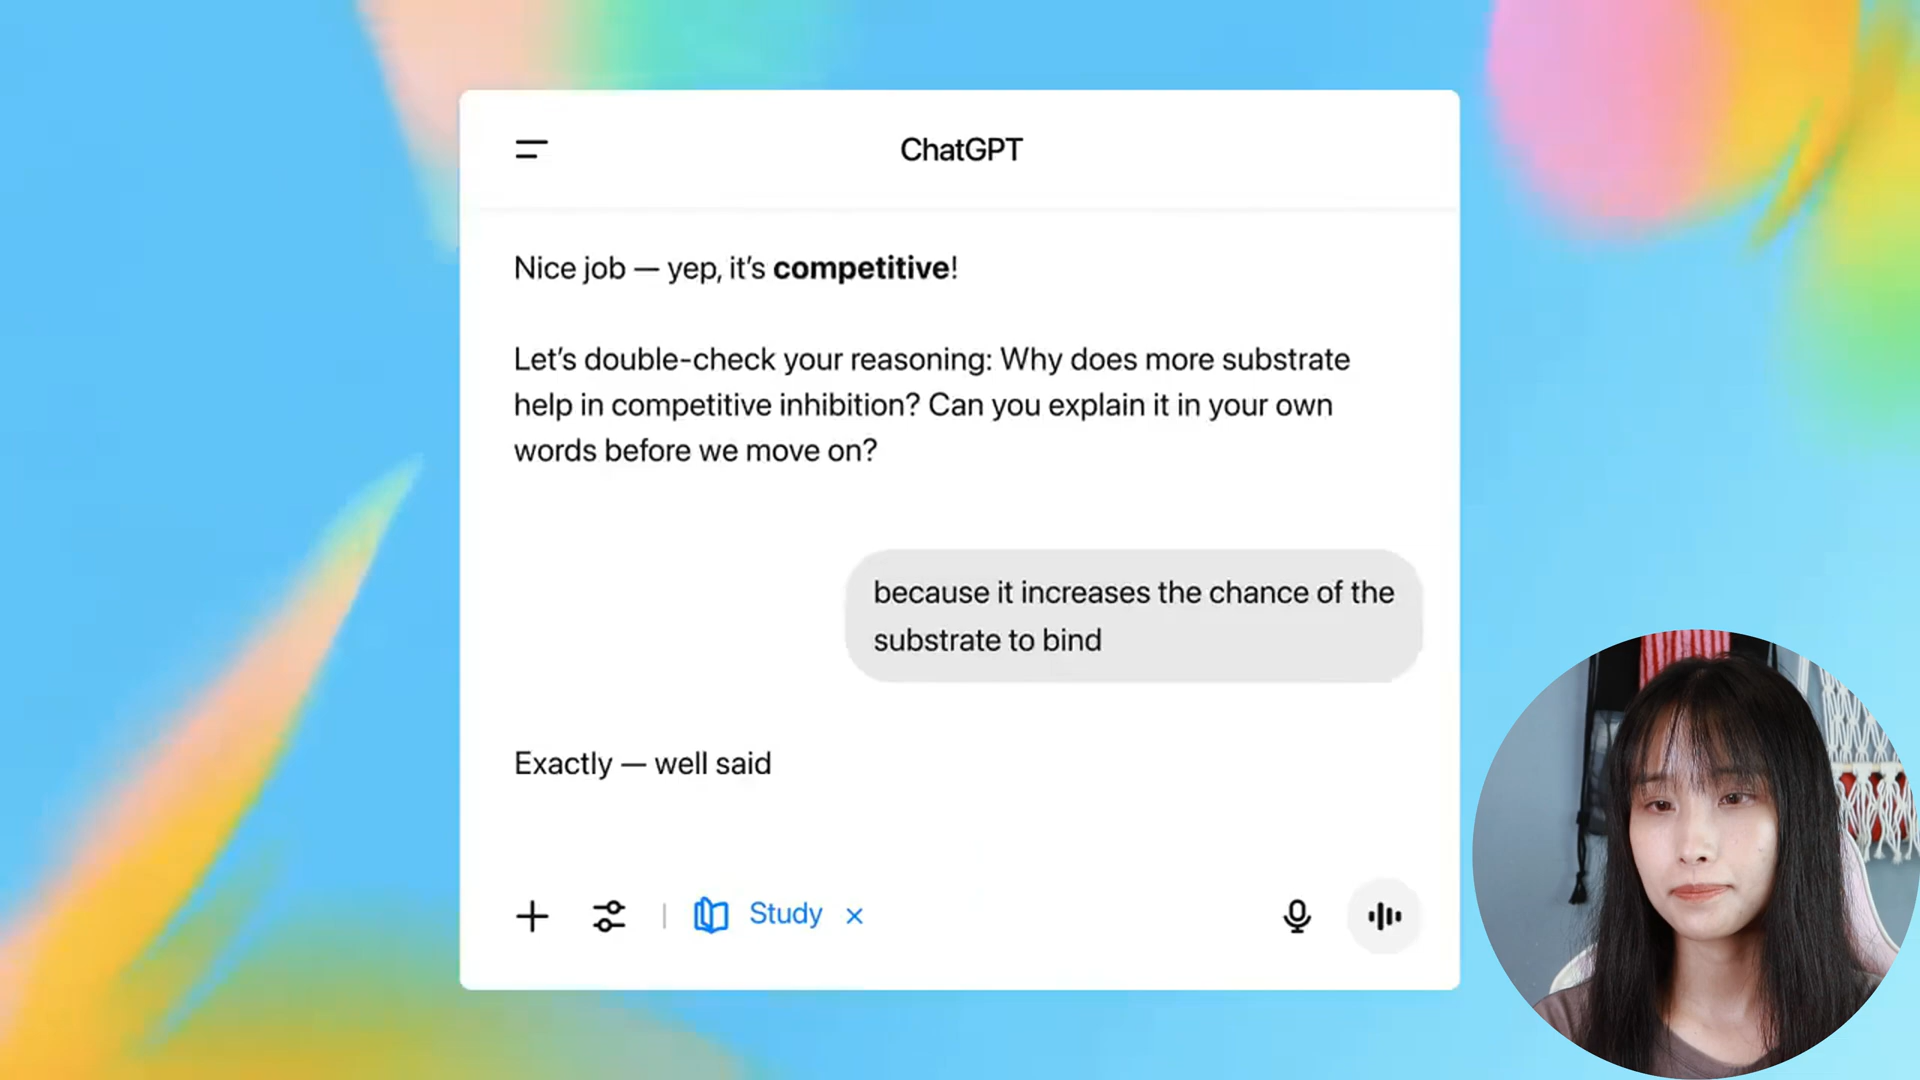 ChatGPT
Nice job — yep, it's competitive!
Let's double-check your reasoning: Why does more substrate
help in competitive inhibition? Can you explain it in your own
words before we move on?
because it increases the chance of the
substrate to bind
Exactly — well said
Study